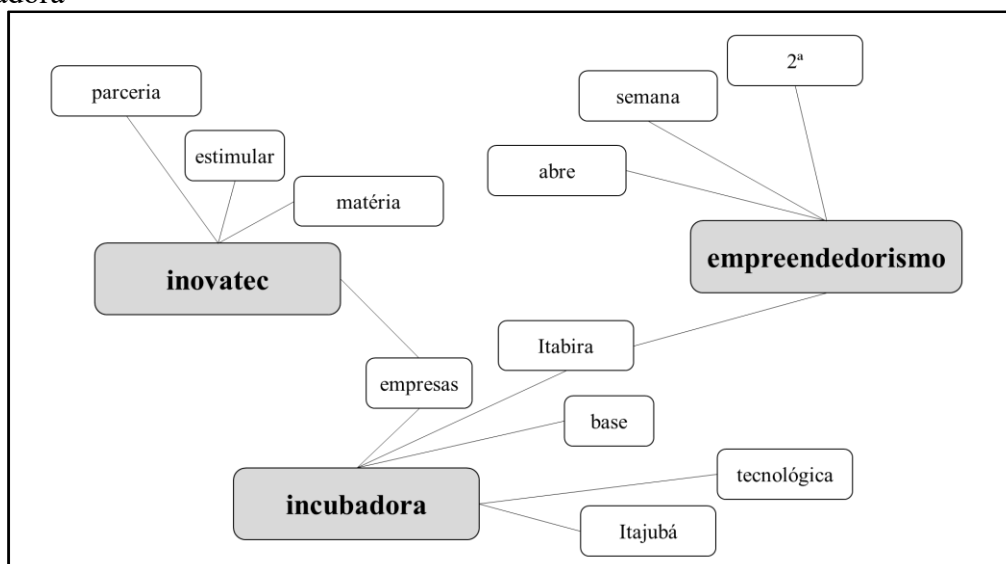 2ª
parceria
semana
estimular
abre
matéria
empreendedorismo
inovatec
Itabira
empresas
base
tecnológica
incubadora
Itajubá